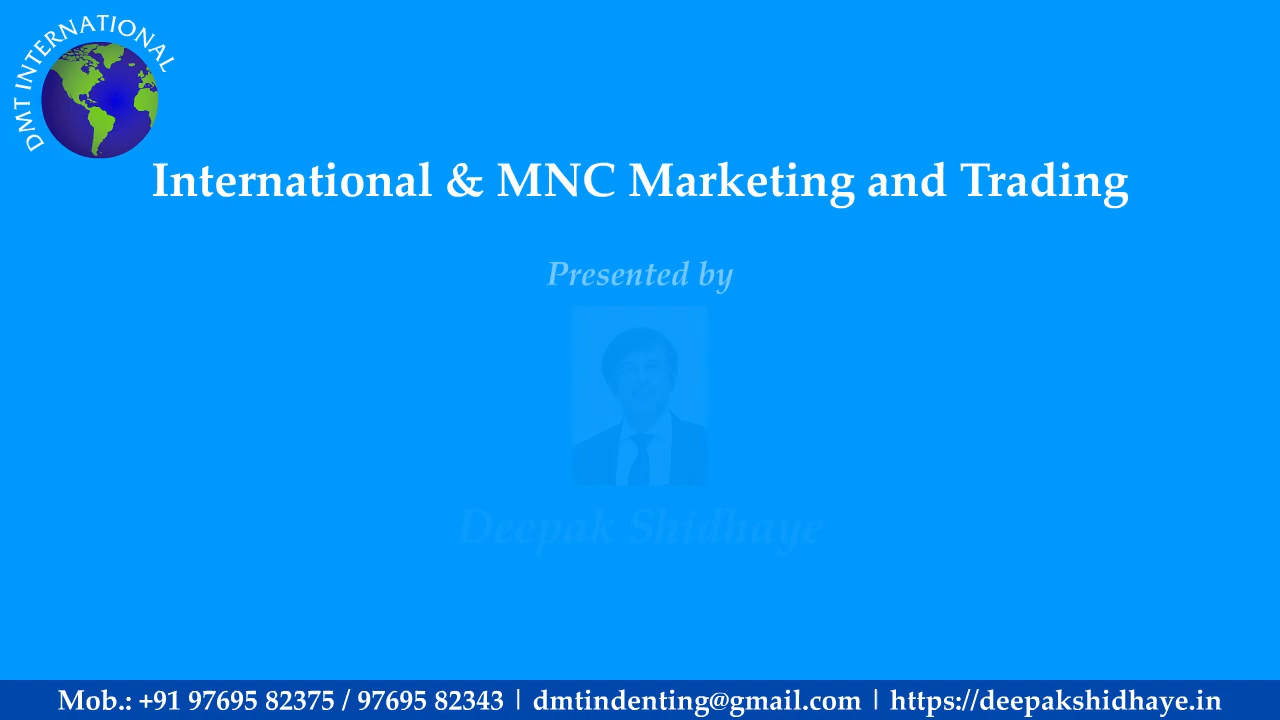 DMT INTERNATIONAL
International & MNC Marketing and Trading
Presented by
Deepak Shidhaye
Mob.: +91 97695 82375 / 97695 82343 | dmtindenting@gmail.com | https://deepakshidhaye.in